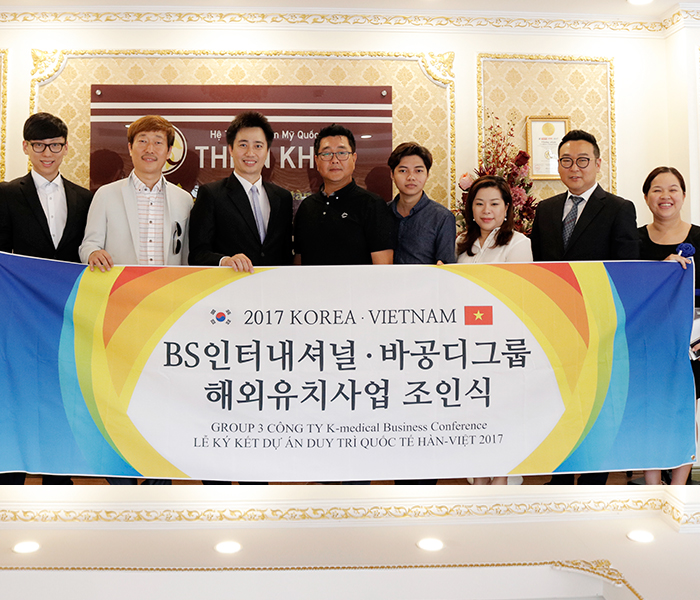 2017 KOREA · VIETNAM
BS인터내셔널 · 바공디그룹
해외유치사업 조인식
GROUP 3 CÔNG TY K-medical Business Conference
LỄ KÝ KẾT DỰ ÁN DUY TRÌ QUỐC TẾ HÀN-VIỆT 2017